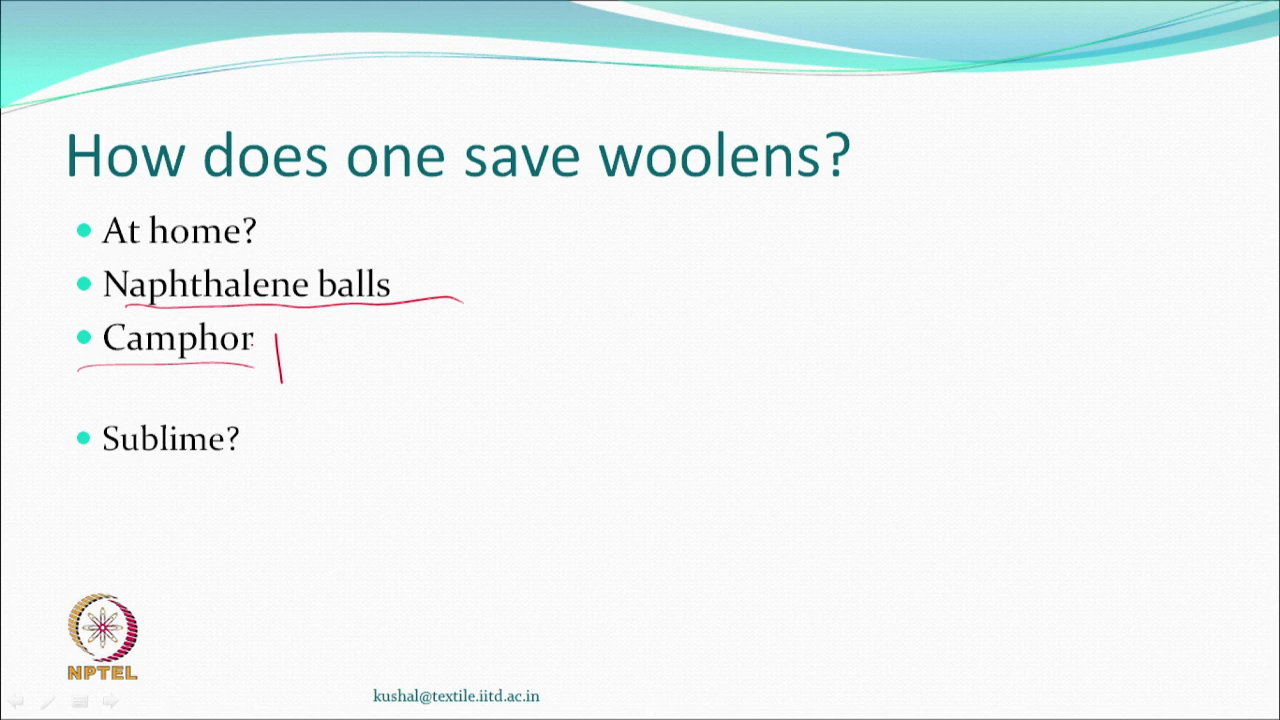 How does one save woolens?
At home?
Naphthalene balls
Camphor
Sublime?
NPTEL
kushal@textile.iitd.ac.in